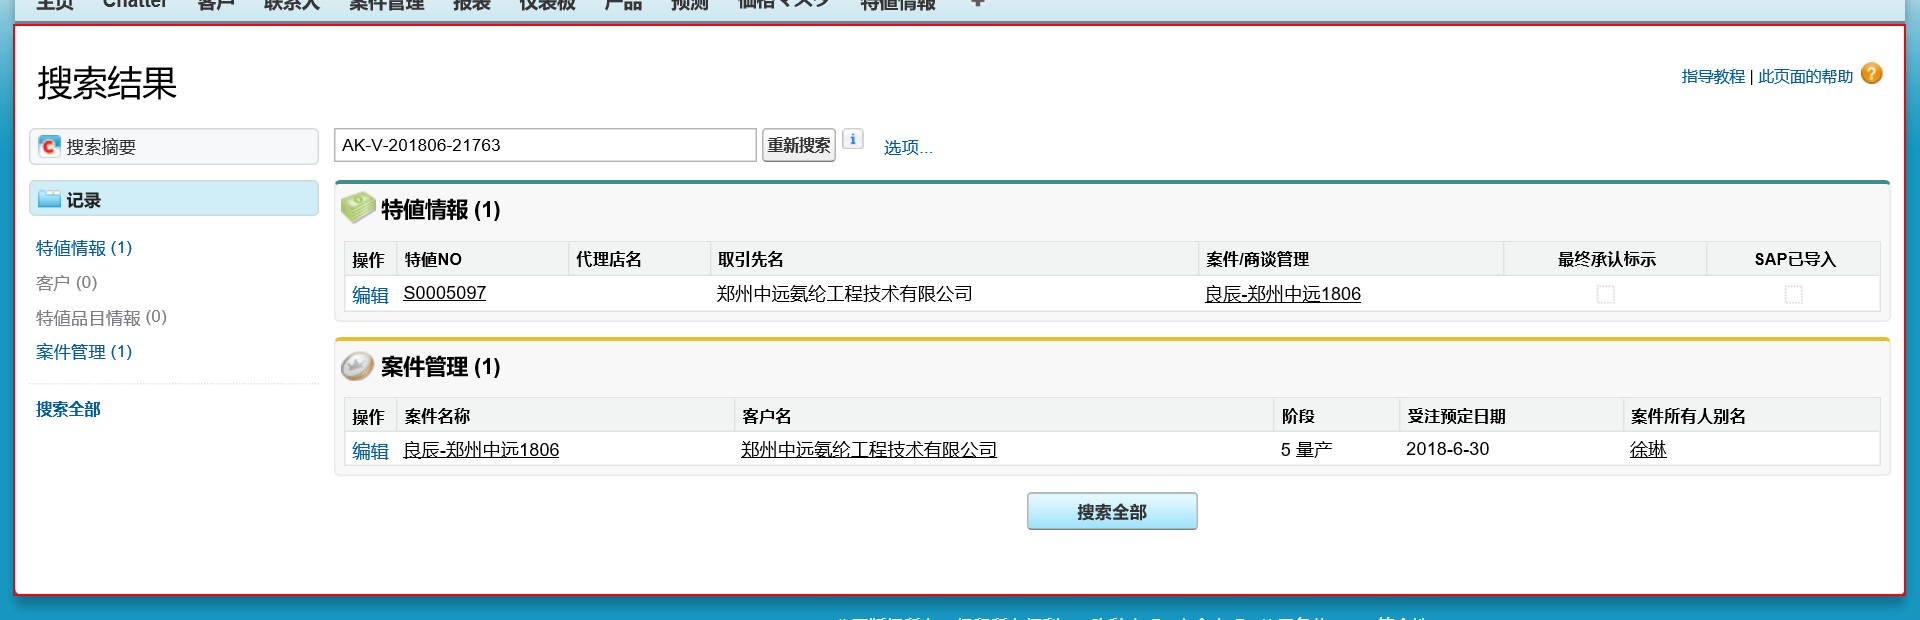 主页 Chatter 客户 联系人 案件管理 报表 仪表板 产品 预测 価格マスタ 特値情報 +
搜索结果
指导教程 | 此页面的帮助
搜索摘要
AK-V-201806-21763 重新搜索 选项...
记录
特値情報 (1)
客户 (0)
特値品目情報 (0)
案件管理 (1)
搜索全部
特値情報 (1)
操作 特値NO 代理店名 取引先名 案件/商谈管理 最终承认标示 SAP已导入
编辑 S0005097 郑州中远氨纶工程技术有限公司 良辰-郑州中远1806
案件管理 (1)
操作 案件名称 客户名 阶段 受注预定日期 案件所有人别名
编辑 良辰-郑州中远1806 郑州中远氨纶工程技术有限公司 5 量产 2018-6-30 徐琳
搜索全部